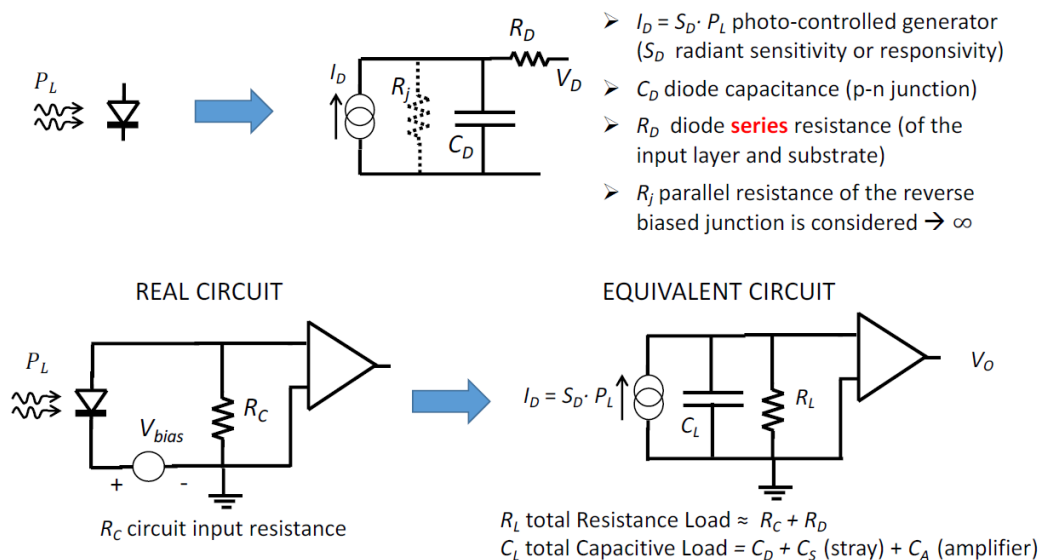 ➢ I_D = S_D· P_L photo-controlled generator
(S_D radiant sensitivity or responsivity)
➢ C_D diode capacitance (p-n junction)
➢ R_D diode series resistance (of the
input layer and substrate)
➢ R_j parallel resistance of the reverse
biased junction is considered → ∞
P_L
I_D
R_j
C_D
R_D
V_D
REAL CIRCUIT
P_L
R_C
V_bias
+ -
R_C circuit input resistance
EQUIVALENT CIRCUIT
I_D = S_D· P_L
C_L
R_L
V_O
R_L total Resistance Load ≈ R_C + R_D
C_L total Capacitive Load = C_D + C_S (stray) + C_A (amplifier)